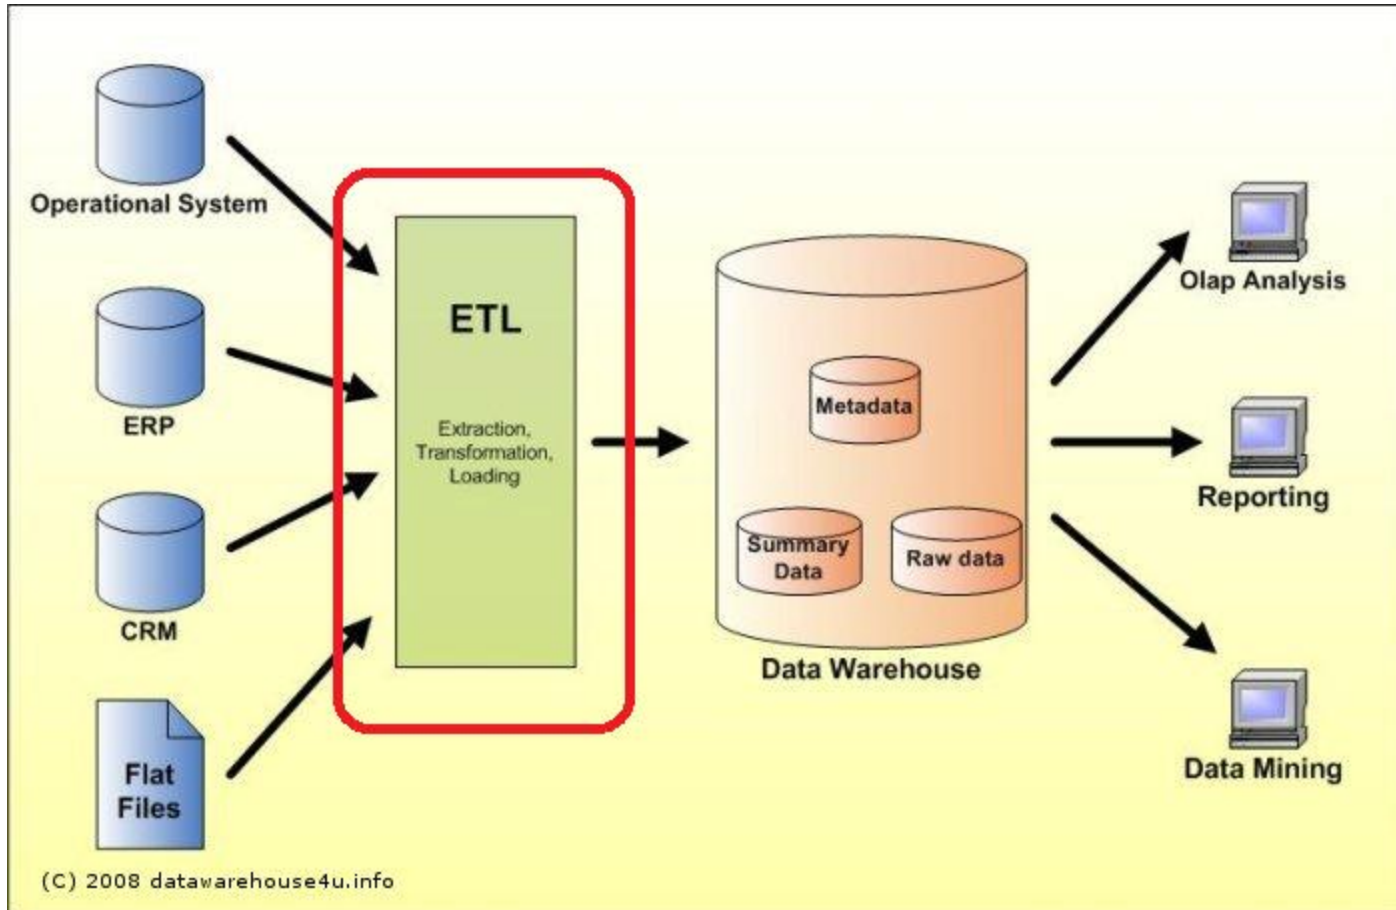 Operational System
ERP
CRM
Flat
Files
ETL
Extraction,
Transformation,
Loading
Metadata
Summary
Data
Raw data
Data Warehouse
Olap Analysis
Reporting
Data Mining
(C) 2008 datawarehouse4u.info